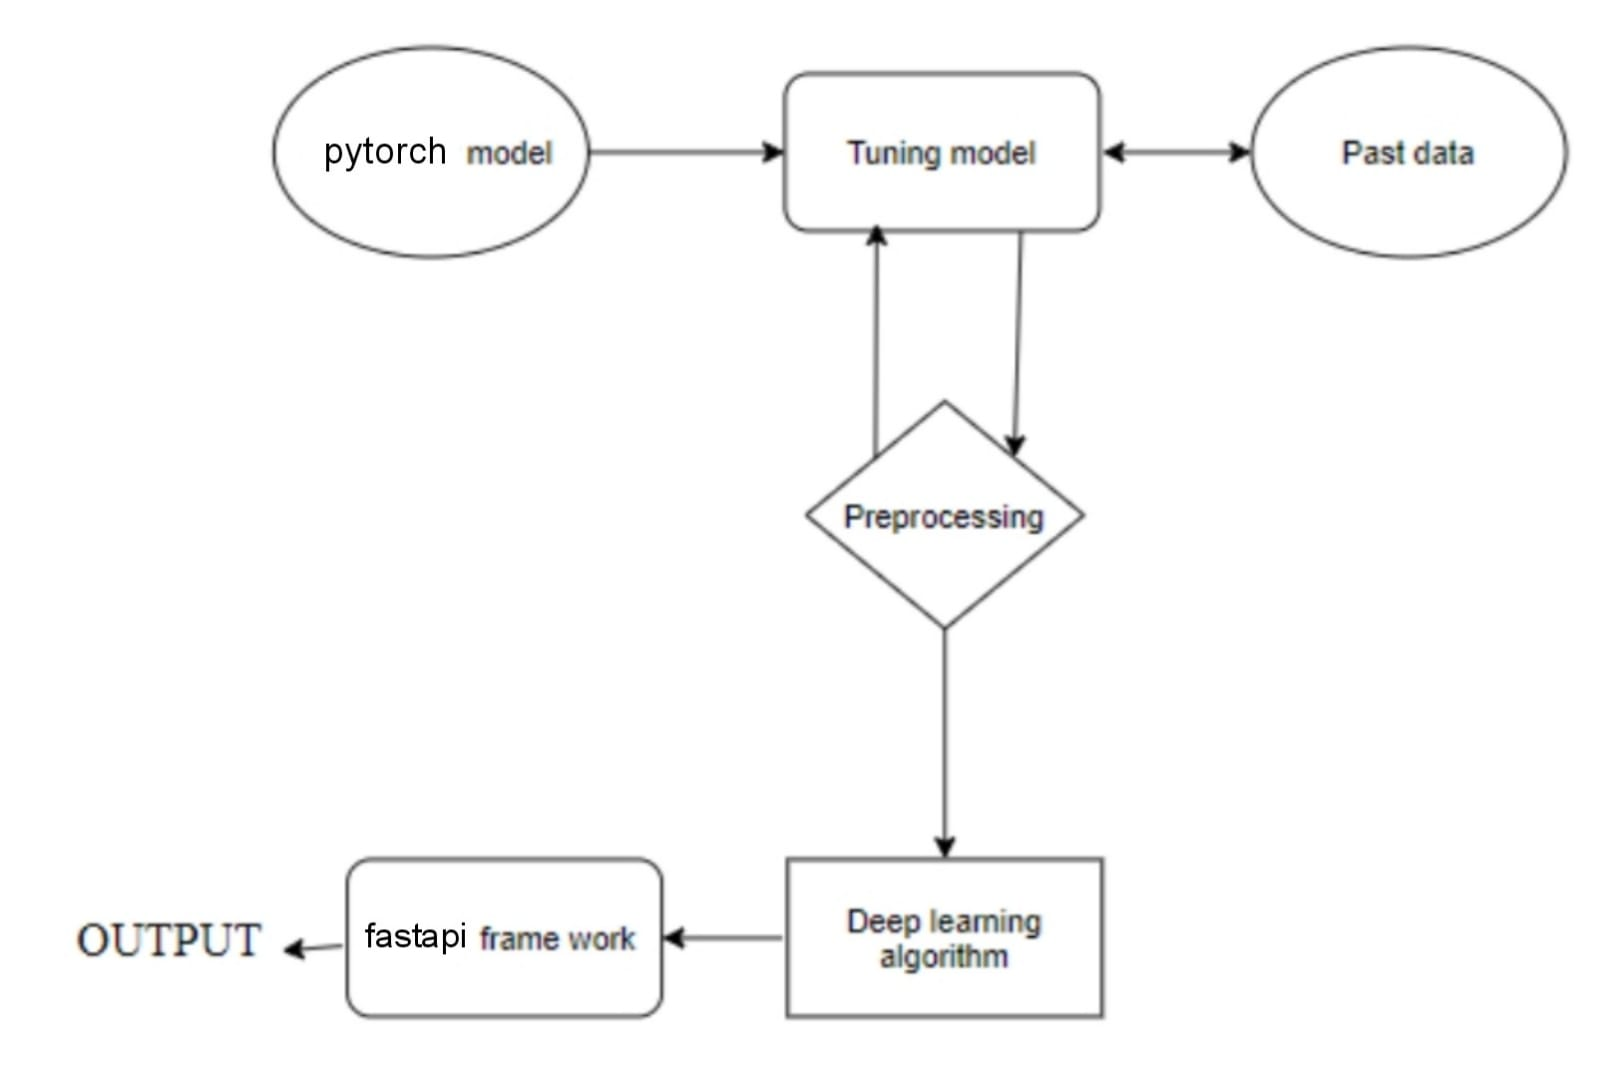 pytorch model
Tuning model
Past data
Preprocessing
Deep learning
algorithm
fastapi frame work
OUTPUT